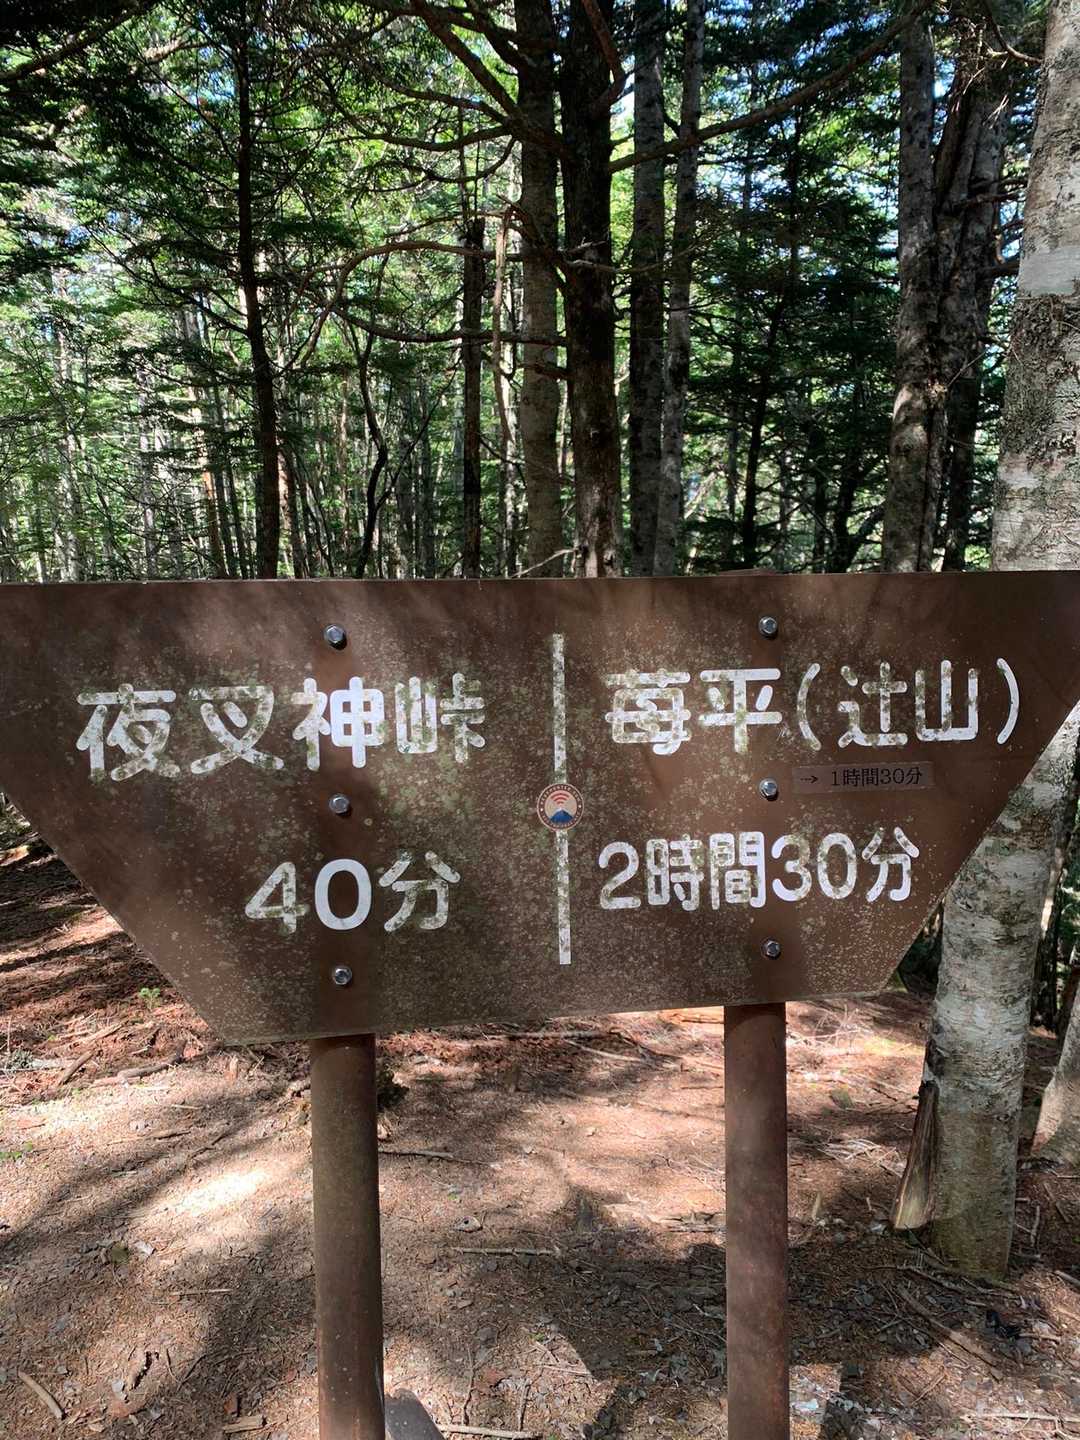 夜叉神峠
40分
苺平(辻山)
→ 1時間30分
2時間30分